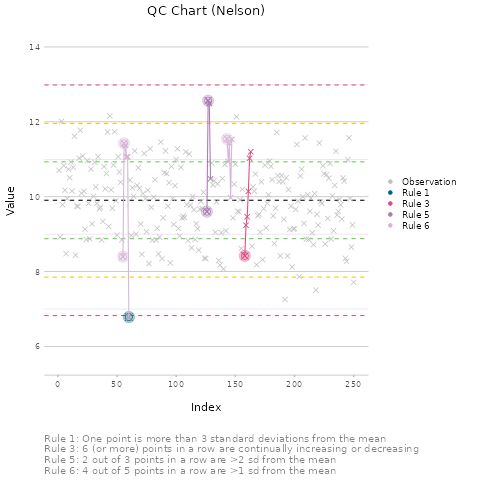 QC Chart (Nelson)
14
12
10
8
6
Value
0
50
100
150
200
250
Index
Observation
Rule 1
Rule 3
Rule 5
Rule 6
Rule 1: One point is more than 3 standard deviations from the mean
Rule 3: 6 (or more) points in a row are continually increasing or decreasing
Rule 5: 2 out of 3 points in a row are >2 sd from the mean
Rule 6: 4 out of 5 points in a row are >1 sd from the mean